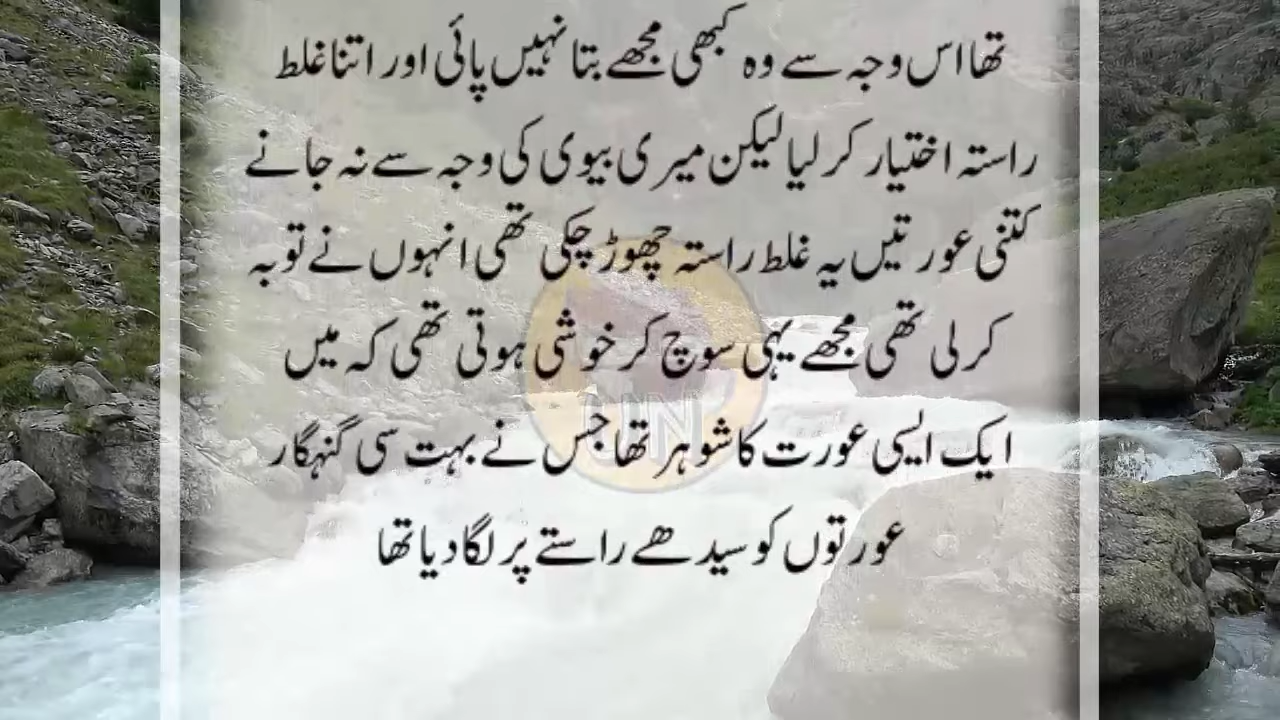 تھا اس وجہ سے وہ کبھی مجھے بتا نہیں پائی اور اتنا غلط
راستہ اختیار کر لیا لیکن میری بیوی کی وجہ سے نہ جانے
کتنی عورتیں یہ غلط راستہ چھوڑ چکی تھی انہوں نے توبہ
کر لی تھی مجھے یہی سوچ کر خوشی ہوتی تھی کہ میں
ایک ایسی عورت کا شوہر تھا جس نے بہت سی گنہگار
عورتوں کو سیدھے راستے پر لگا دیا تھا